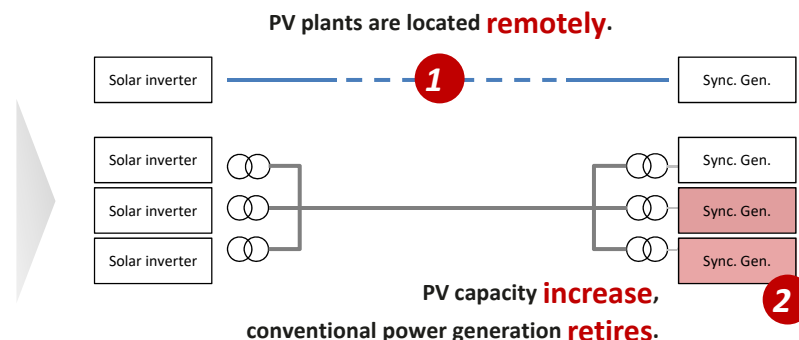 PV plants are located remotely.
Solar inverter 1 Sync. Gen.
Solar inverter Sync. Gen.
Solar inverter Sync. Gen.
Solar inverter Sync. Gen.
PV capacity increase, 2
conventional power generation retires.